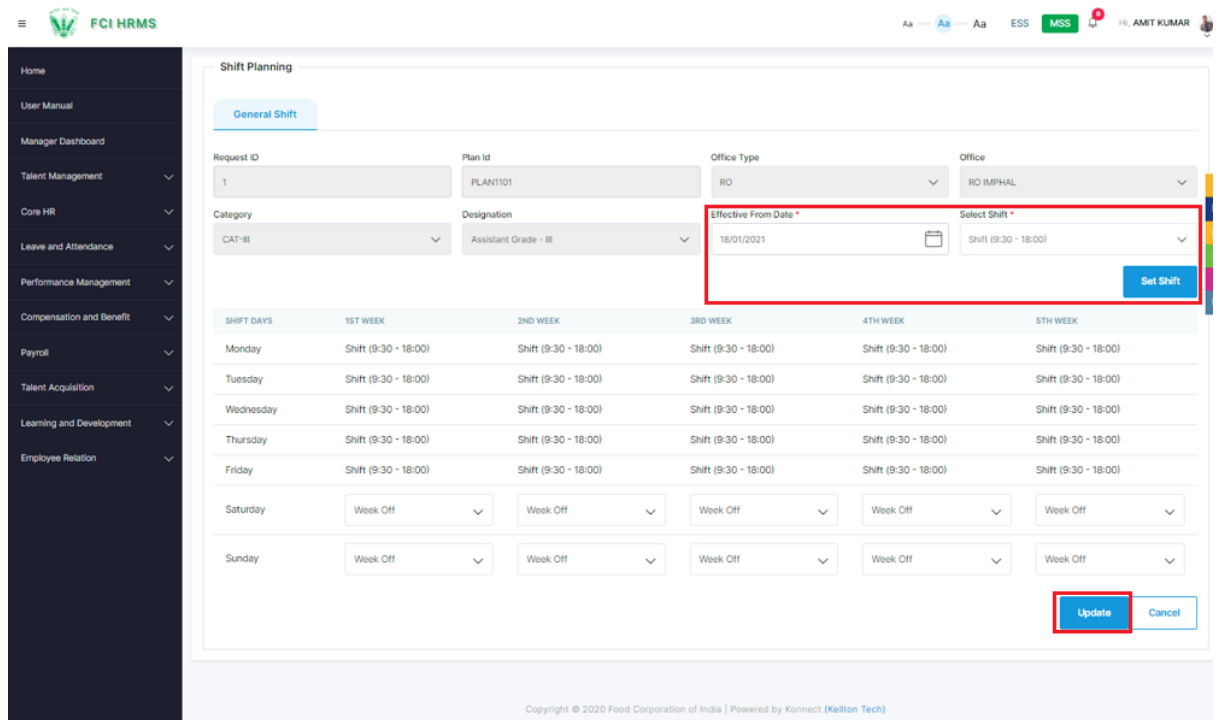 FCI HRMS
Aa Aa Aa ESS MSS 0 Hi, AMIT KUMAR
Home
User Manual
Manager Dashboard
Talent Management
Core HR
Leave and Attendance
Performance Management
Compensation and Benefit
Payroll
Talent Acquisition
Learning and Development
Employee Relation
Shift Planning
General Shift
Request ID Plan Id Office Type Office
1 PLAN1101 RO RO IMPHAL
Category Designation Effective From Date * Select Shift *
CAT-III Assistant Grade - III 18/01/2021 Shift (9:30 - 18:00)
Set Shift
SHIFT DAYS 1ST WEEK 2ND WEEK 3RD WEEK 4TH WEEK 5TH WEEK
Monday Shift (9:30 - 18:00) Shift (9:30 - 18:00) Shift (9:30 - 18:00) Shift (9:30 - 18:00) Shift (9:30 - 18:00)
Tuesday Shift (9:30 - 18:00) Shift (9:30 - 18:00) Shift (9:30 - 18:00) Shift (9:30 - 18:00) Shift (9:30 - 18:00)
Wednesday Shift (9:30 - 18:00) Shift (9:30 - 18:00) Shift (9:30 - 18:00) Shift (9:30 - 18:00) Shift (9:30 - 18:00)
Thursday Shift (9:30 - 18:00) Shift (9:30 - 18:00) Shift (9:30 - 18:00) Shift (9:30 - 18:00) Shift (9:30 - 18:00)
Friday Shift (9:30 - 18:00) Shift (9:30 - 18:00) Shift (9:30 - 18:00) Shift (9:30 - 18:00) Shift (9:30 - 18:00)
Saturday Week Off Week Off Week Off Week Off Week Off
Sunday Week Off Week Off Week Off Week Off Week Off
Update Cancel
Copyright © 2020 Food Corporation of India | Powered by Konnect (Kellton Tech)